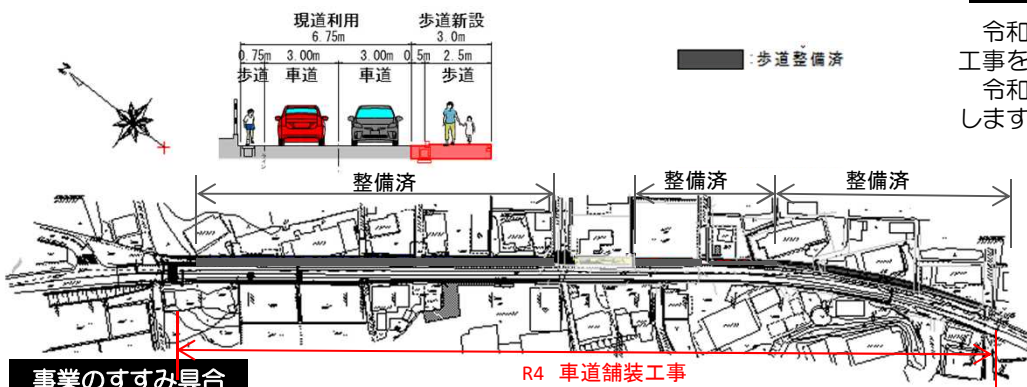 現道利用 歩道新設
6.75m 3.0m
0.75m 3.00m 3.00m 0.5m 2.5m
歩道 車道 車道 歩道
:歩道整備済
令和
工事を
令和
します
整備済 整備済 整備済
R4 車道舗装工事
事業のすすみ具合